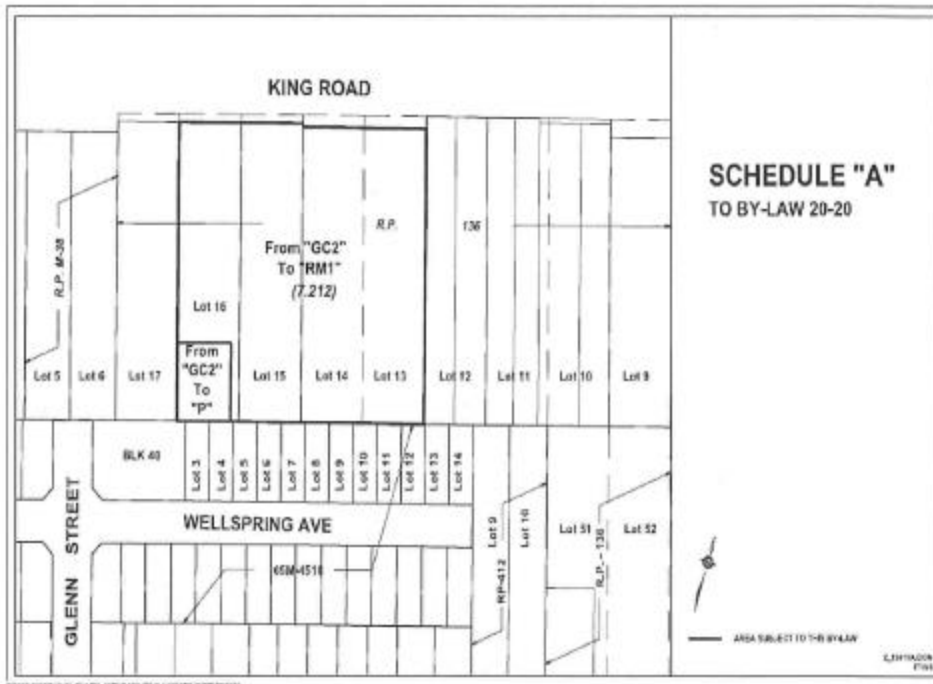 KING ROAD
SCHEDULE "A"
TO BY-LAW 20-20
R.P. M-38
R.P.
136
From "GC2"
To "RM1"
(7.212)
Lot 16
From
"GC2"
To
"P"
Lot 5
Lot 6
Lot 17
Lot 15
Lot 14
Lot 13
Lot 12
Lot 11
Lot 10
Lot 9
BLK 40
Lot 3
Lot 4
Lot 5
Lot 6
Lot 7
Lot 8
Lot 9
Lot 10
Lot 11
Lot 12
Lot 13
Lot 14
WELLSPRING AVE
GLENN STREET
65M-4510
Lot 9
Lot 10
RP-412
Lot 51
R.P. - 136
Lot 52
AREA SUBJECT TO THIS BY-LAW